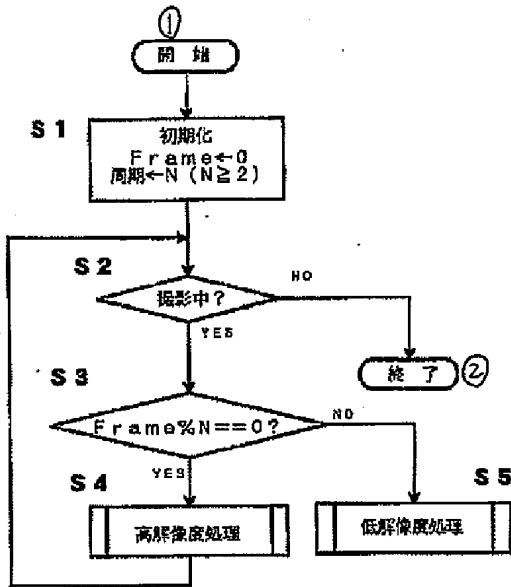 ①
開始
S1
初期化
Frame←0
周期←N (N≧2)
S2
撮影中?
NO
YES
終了 ②
S3
Frame%N==0?
NO
YES
S4
S5
高解像度処理
低解像度処理